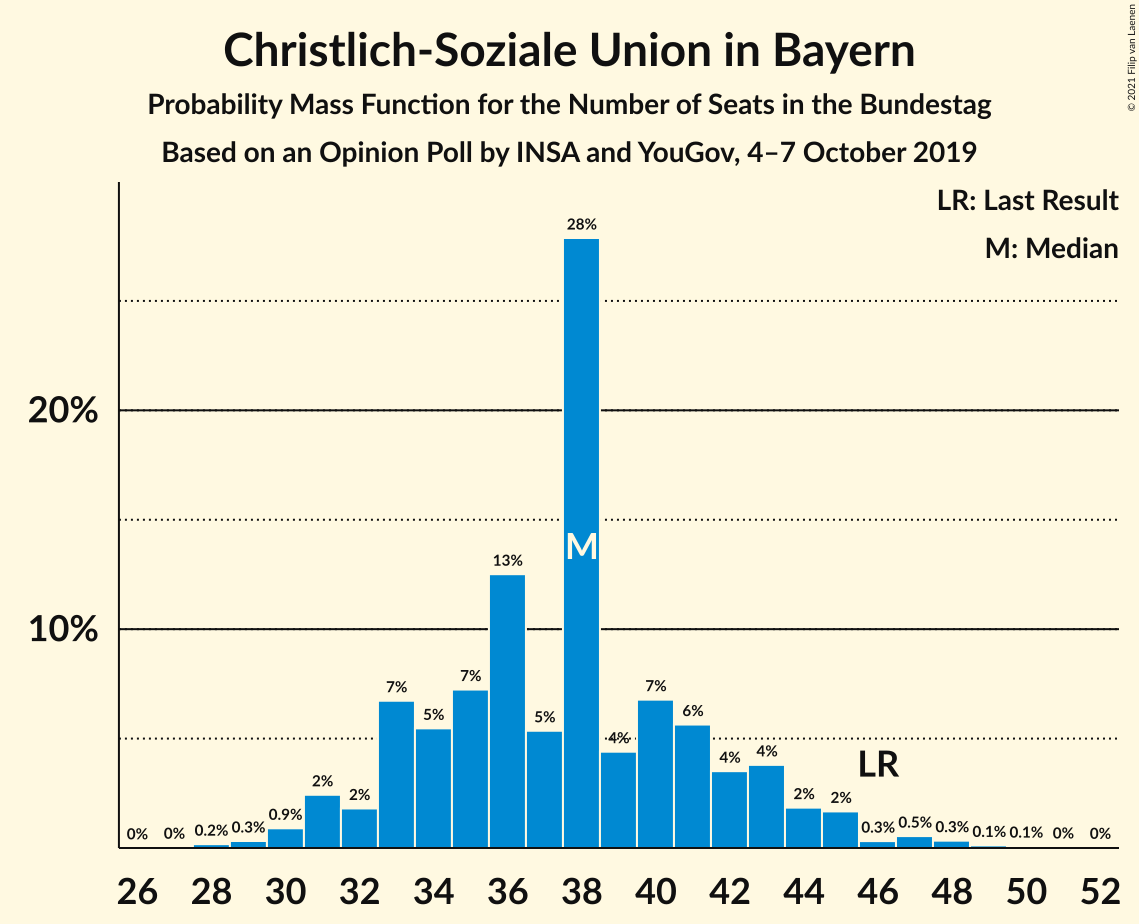 Christlich-Soziale Union in Bayern
Probability Mass Function for the Number of Seats in the Bundestag
Based on an Opinion Poll by INSA and YouGov, 4–7 October 2019
© 2021 Filip van Laenen
LR: Last Result
M: Median
20%
10%
0% 0% 0.2% 0.3% 0.9% 2% 2% 7% 5% 7% 13% 5% 28% 4% 7% 6% 4% 4% 2% 2% 0.3% 0.5% 0.3% 0.1% 0.1% 0% 0%
M
LR
26 28 30 32 34 36 38 40 42 44 46 48 50 52